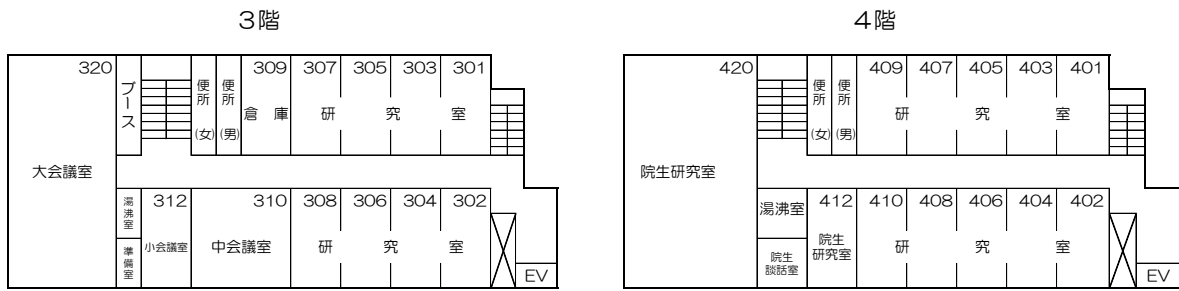 3階
320
ブース
便所
(女)
便所
(男)
309
倉庫
307
305
303
301
研究室
大会議室
湯沸室
準備室
312
小会議室
310
中会議室
308
306
304
302
研究室
EV
4階
420
便所
(女)
便所
(男)
409
407
405
403
401
研究室
院生研究室
湯沸室
院生
談話室
412
院生
研究室
410
408
406
404
402
研究室
EV